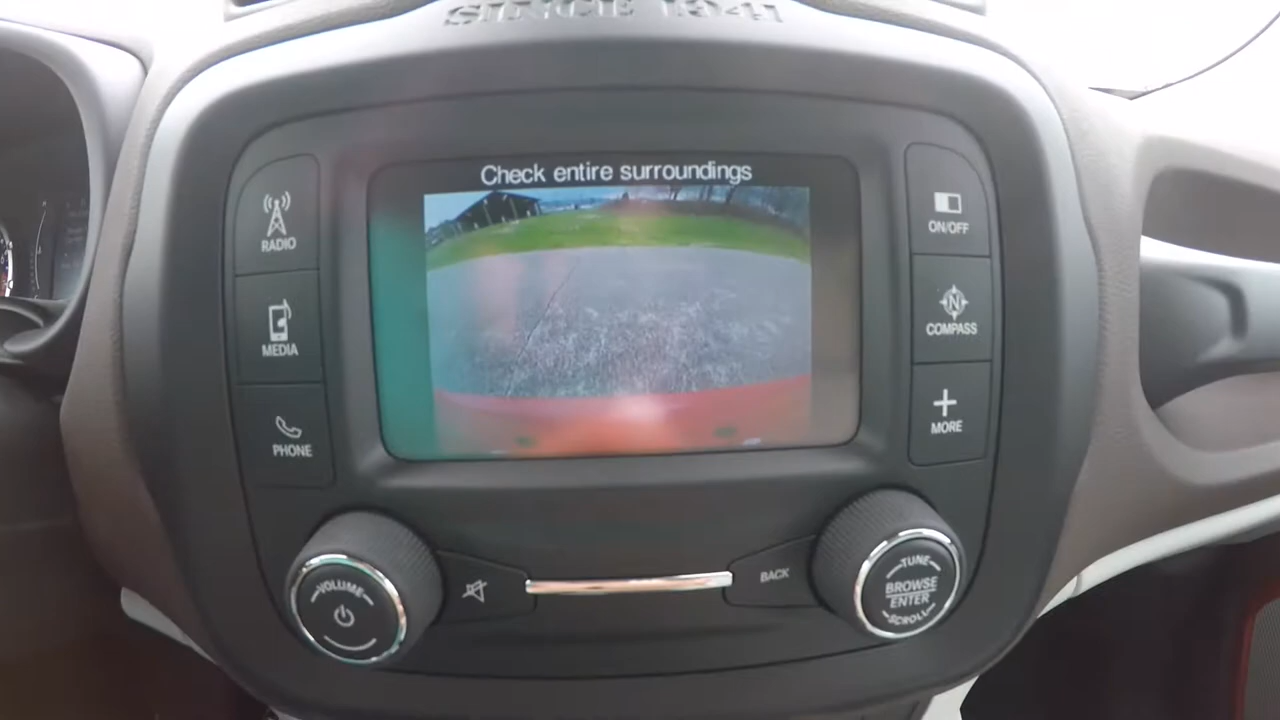 SINCE 1941
Check entire surroundings
RADIO
MEDIA
PHONE
ON/OFF
N
COMPASS
MORE
VOLUME
BACK
TUNE
BROWSE
ENTER
SCROLL